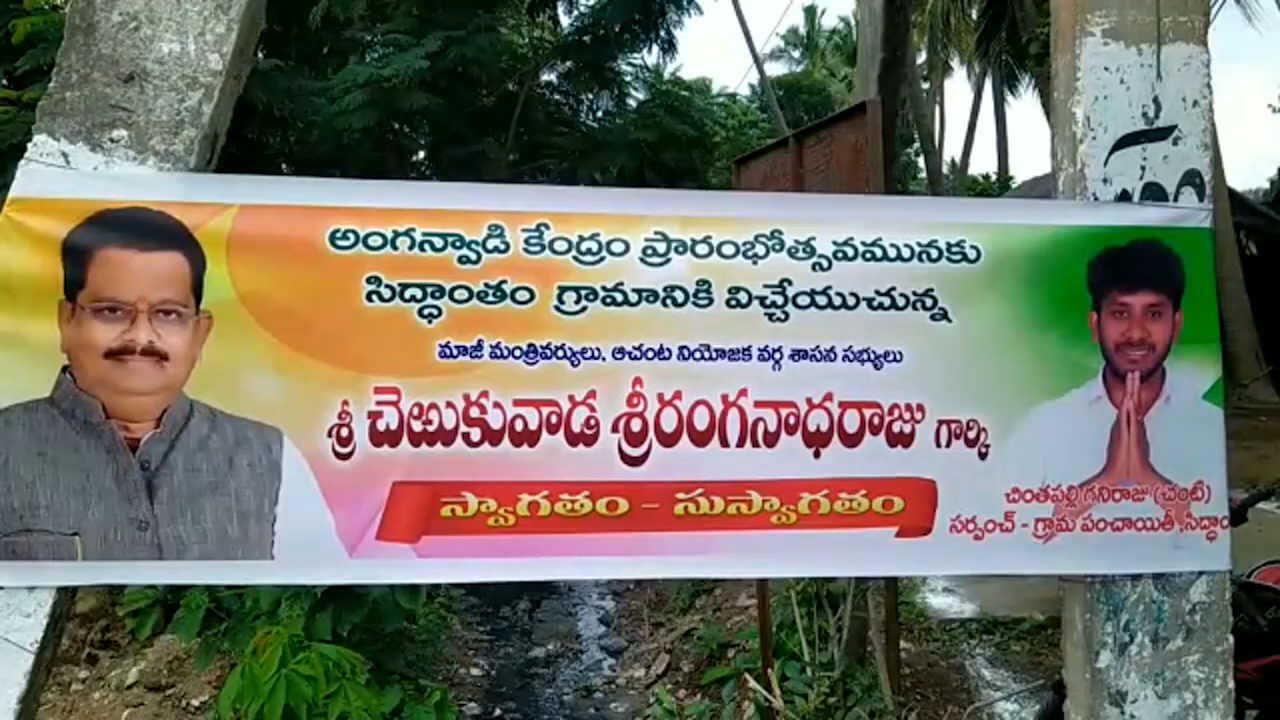 అంగన్వాడి కేంద్రం ప్రారంభోత్సవమునకు
సిద్ధాంతం గ్రామానికి విచ్చేయుచున్న
మాజీ మంత్రివర్యులు, ఆచంట నియోజక వర్గ శాసన సభ్యులు
శ్రీ చెఱుకువాడ శ్రీరంగనాధరాజు గార్కి
స్వాగతం - సుస్వాగతం
చింతపల్లి గనిరాజు (చంటి)
సర్పంచ్ - గ్రామ పంచాయితీ ,సిద్ధాం